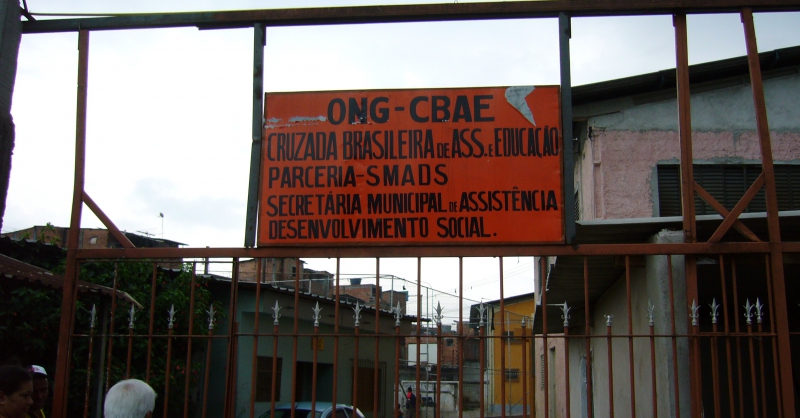 ONG-CBAE
CRUZADA BRASILEIRA DE ASS. E EDUCAÇÃO
PARCERIA-SMADS
SECRETÁRIA MUNICIPAL DE ASSISTÊNCIA
DESENVOLVIMENTO SOCIAL.